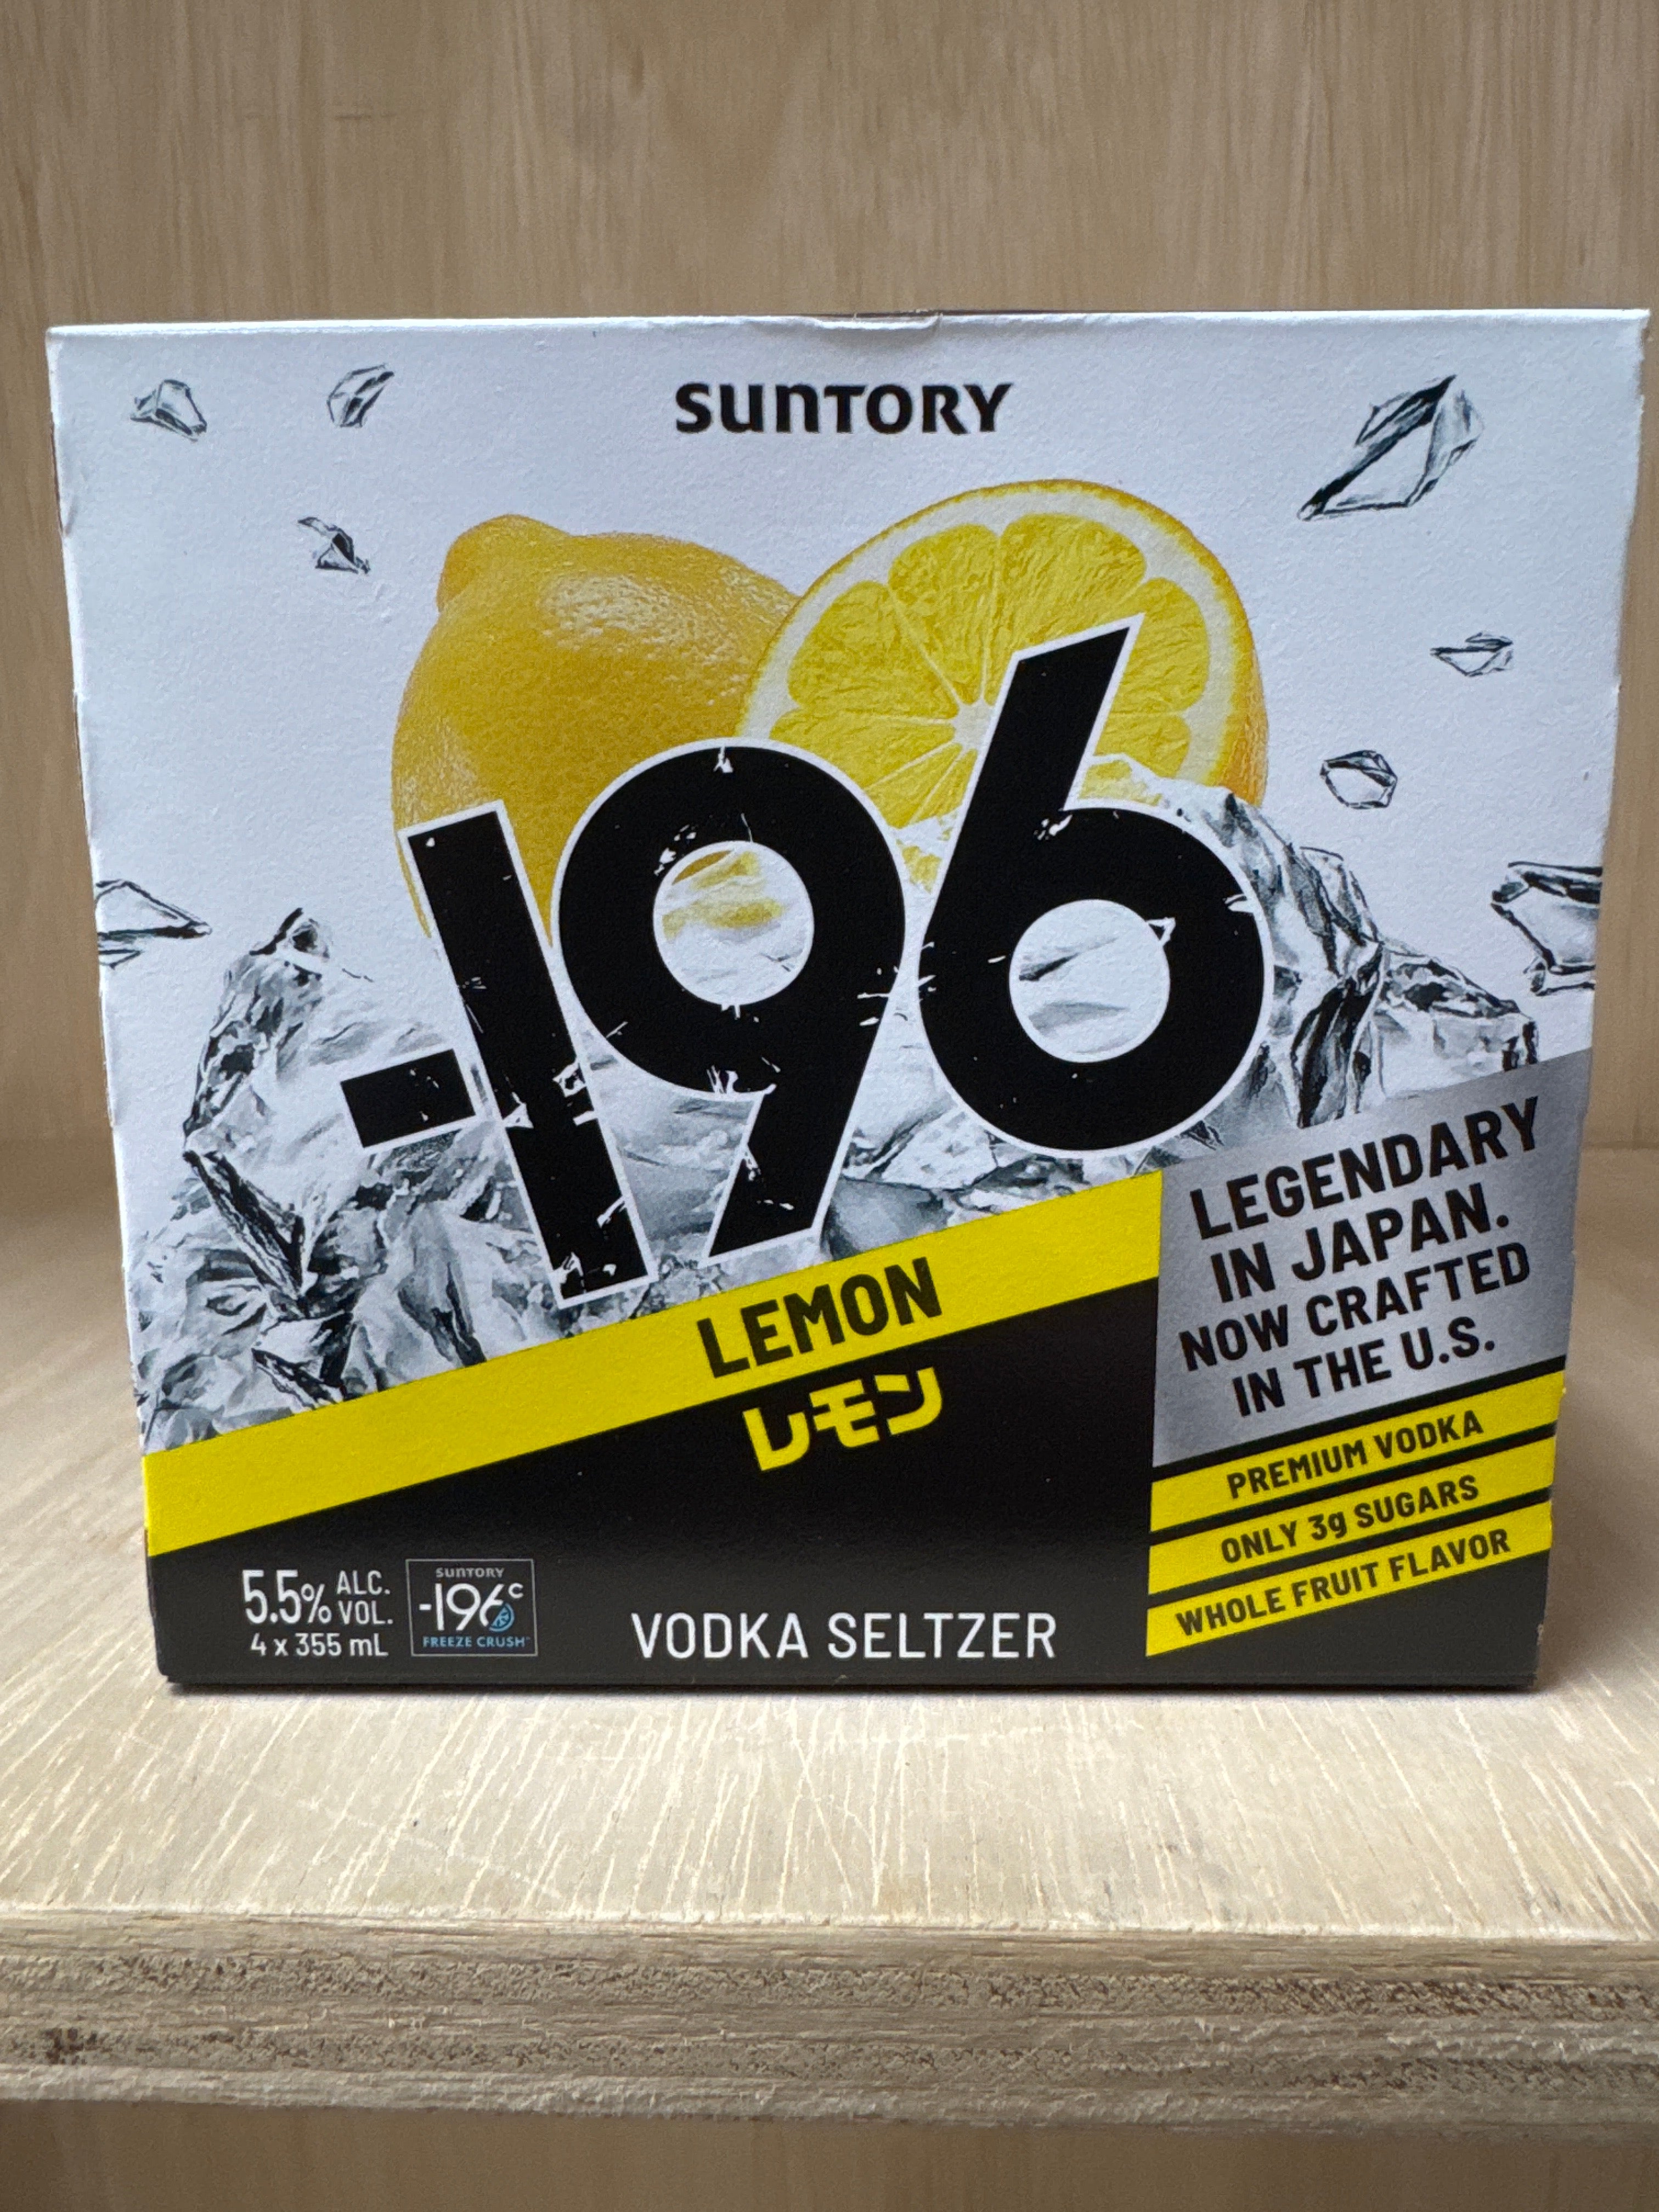 SUNTORY
-196
LEMON
レモン
LEGENDARY
IN JAPAN.
NOW CRAFTED
IN THE U.S.
PREMIUM VODKA
ONLY 3g SUGARS
WHOLE FRUIT FLAVOR
5.5% ALC.
VOL.
4 x 355 mL
SUNTORY
-196°C
FREEZE CRUSH™
VODKA SELTZER